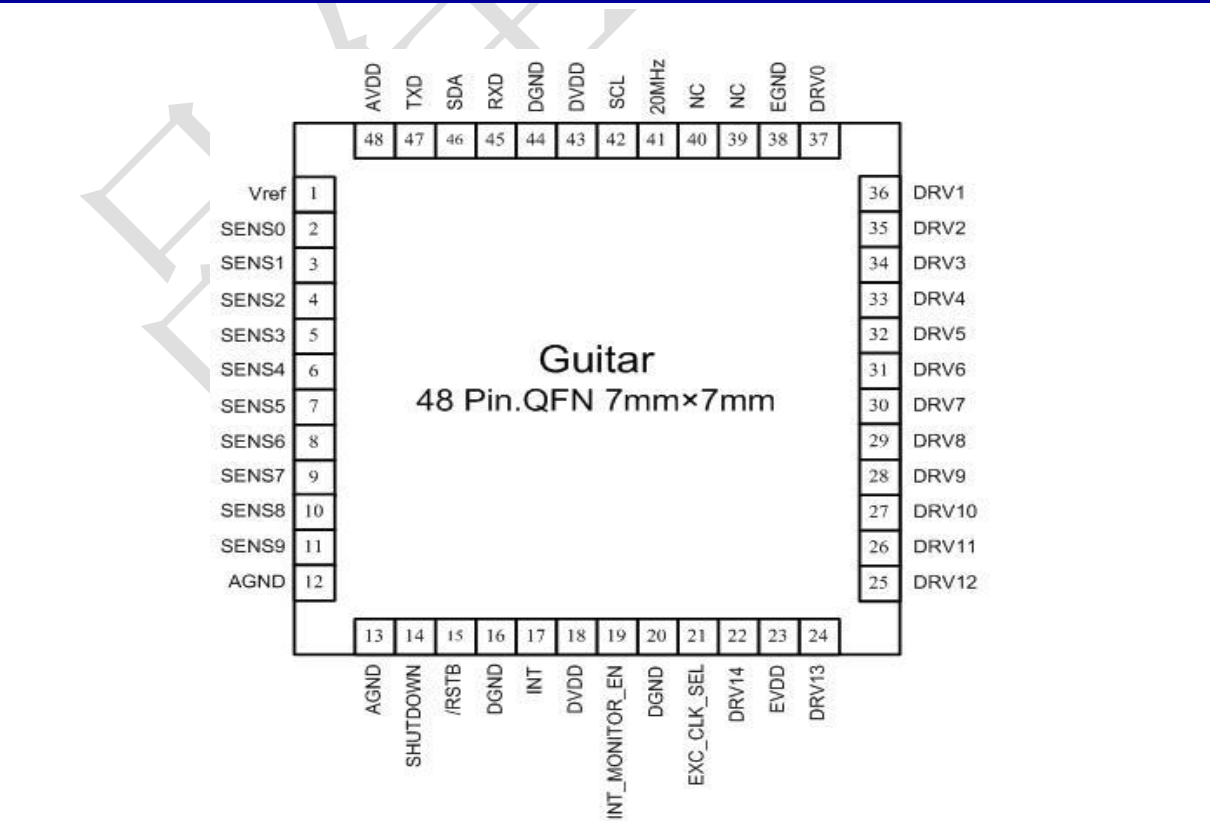 AVDD TXD SDA RXD DGND DVDD SCL 20MHz NC NC EGND DRV0
48 47 46 45 44 43 42 41 40 39 38 37
Vref 1 36 DRV1
SENS0 2 35 DRV2
SENS1 3 34 DRV3
SENS2 4 33 DRV4
SENS3 5 32 DRV5
SENS4 6 31 DRV6
SENS5 7 30 DRV7
SENS6 8 29 DRV8
SENS7 9 28 DRV9
SENS8 10 27 DRV10
SENS9 11 26 DRV11
AGND 12 25 DRV12
Guitar
48 Pin.QFN 7mm×7mm
13 14 15 16 17 18 19 20 21 22 23 24
AGND SHUTDOWN /RSTB DGND INT DVDD INT_MONITOR_EN DGND EXC_CLK_SEL DRV14 EVDD DRV13